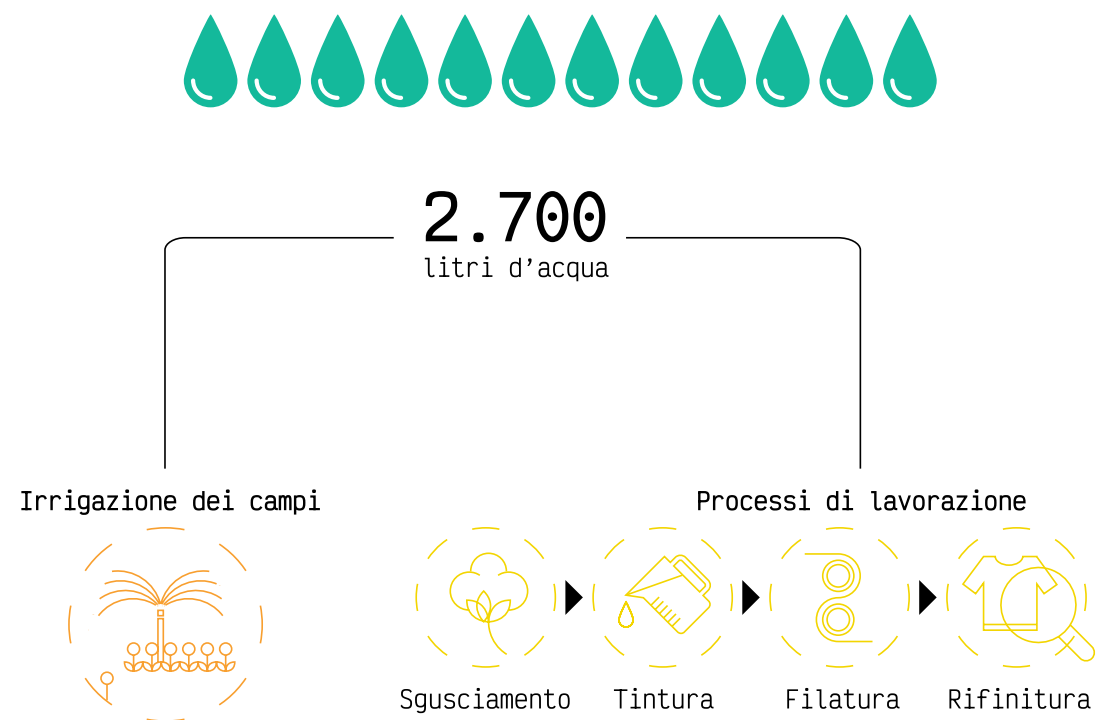 2.700
litri d’acqua
Irrigazione dei campi
Processi di lavorazione
Sgusciamento
Tintura
Filatura
Rifinitura